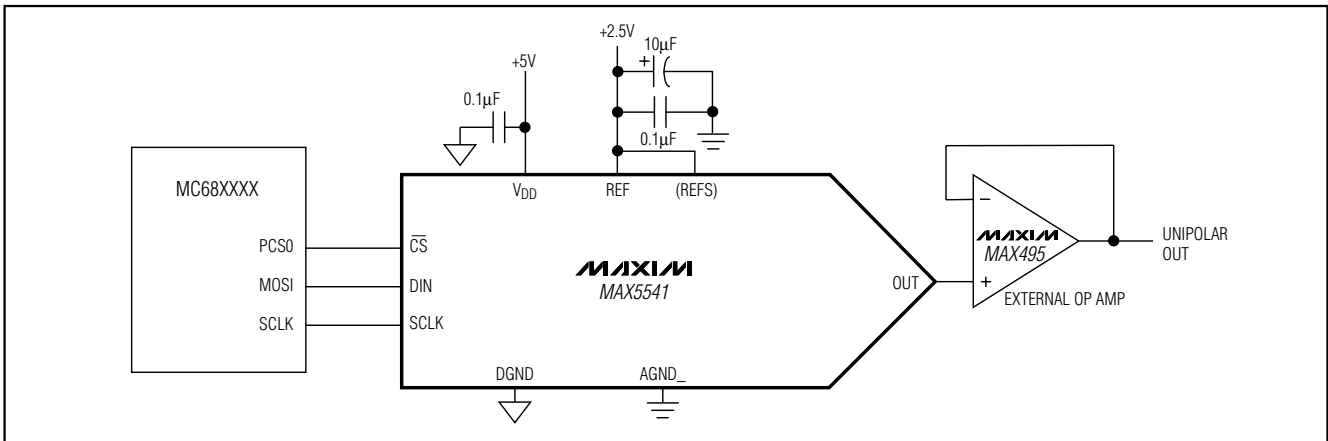 +2.5V
10µF
+
+5V
0.1µF
0.1µF
MC68XXXX
V_DD
REF
(REFS)
PCS0
CS
MOSI
DIN
SCLK
SCLK
MAXIM
MAX5541
OUT
DGND
AGND_
−
MAXIM
MAX495
+
EXTERNAL OP AMP
UNIPOLAR
OUT